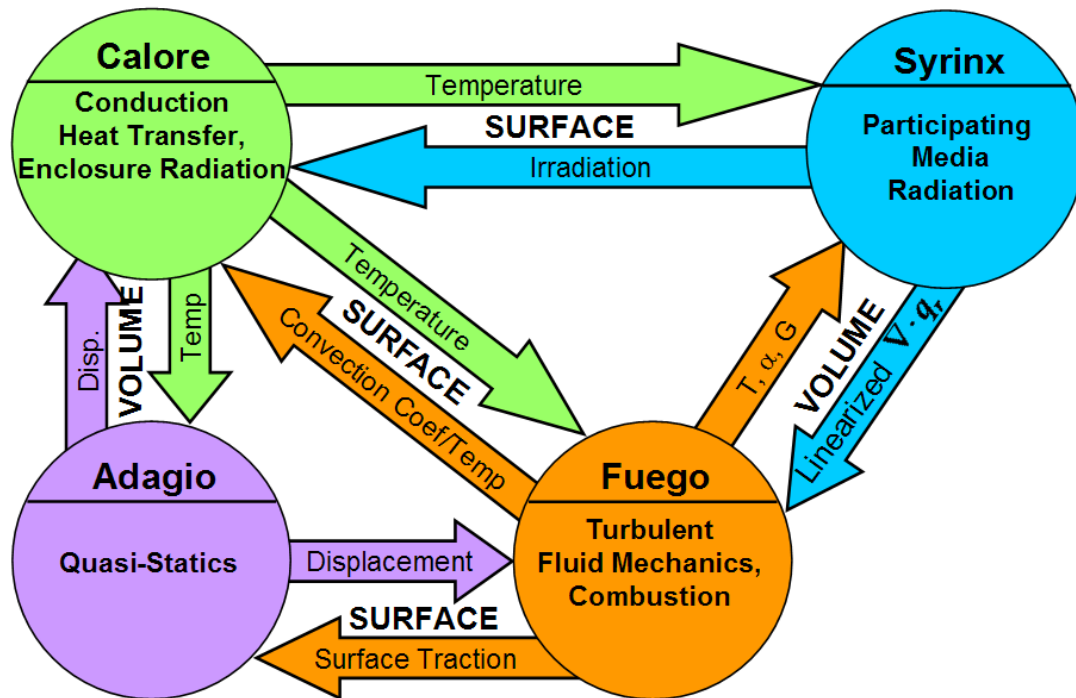 Calore
Conduction
Heat Transfer,
Enclosure Radiation
Temperature
SURFACE
Irradiation
Syrinx
Participating
Media
Radiation
Temperature
SURFACE
Convection Coef/Temp
Disp.
VOLUME
Temp
T, α, G
VOLUME
Linearized ∇·qᵣ
Adagio
Quasi-Statics
Displacement
SURFACE
Surface Traction
Fuego
Turbulent
Fluid Mechanics,
Combustion